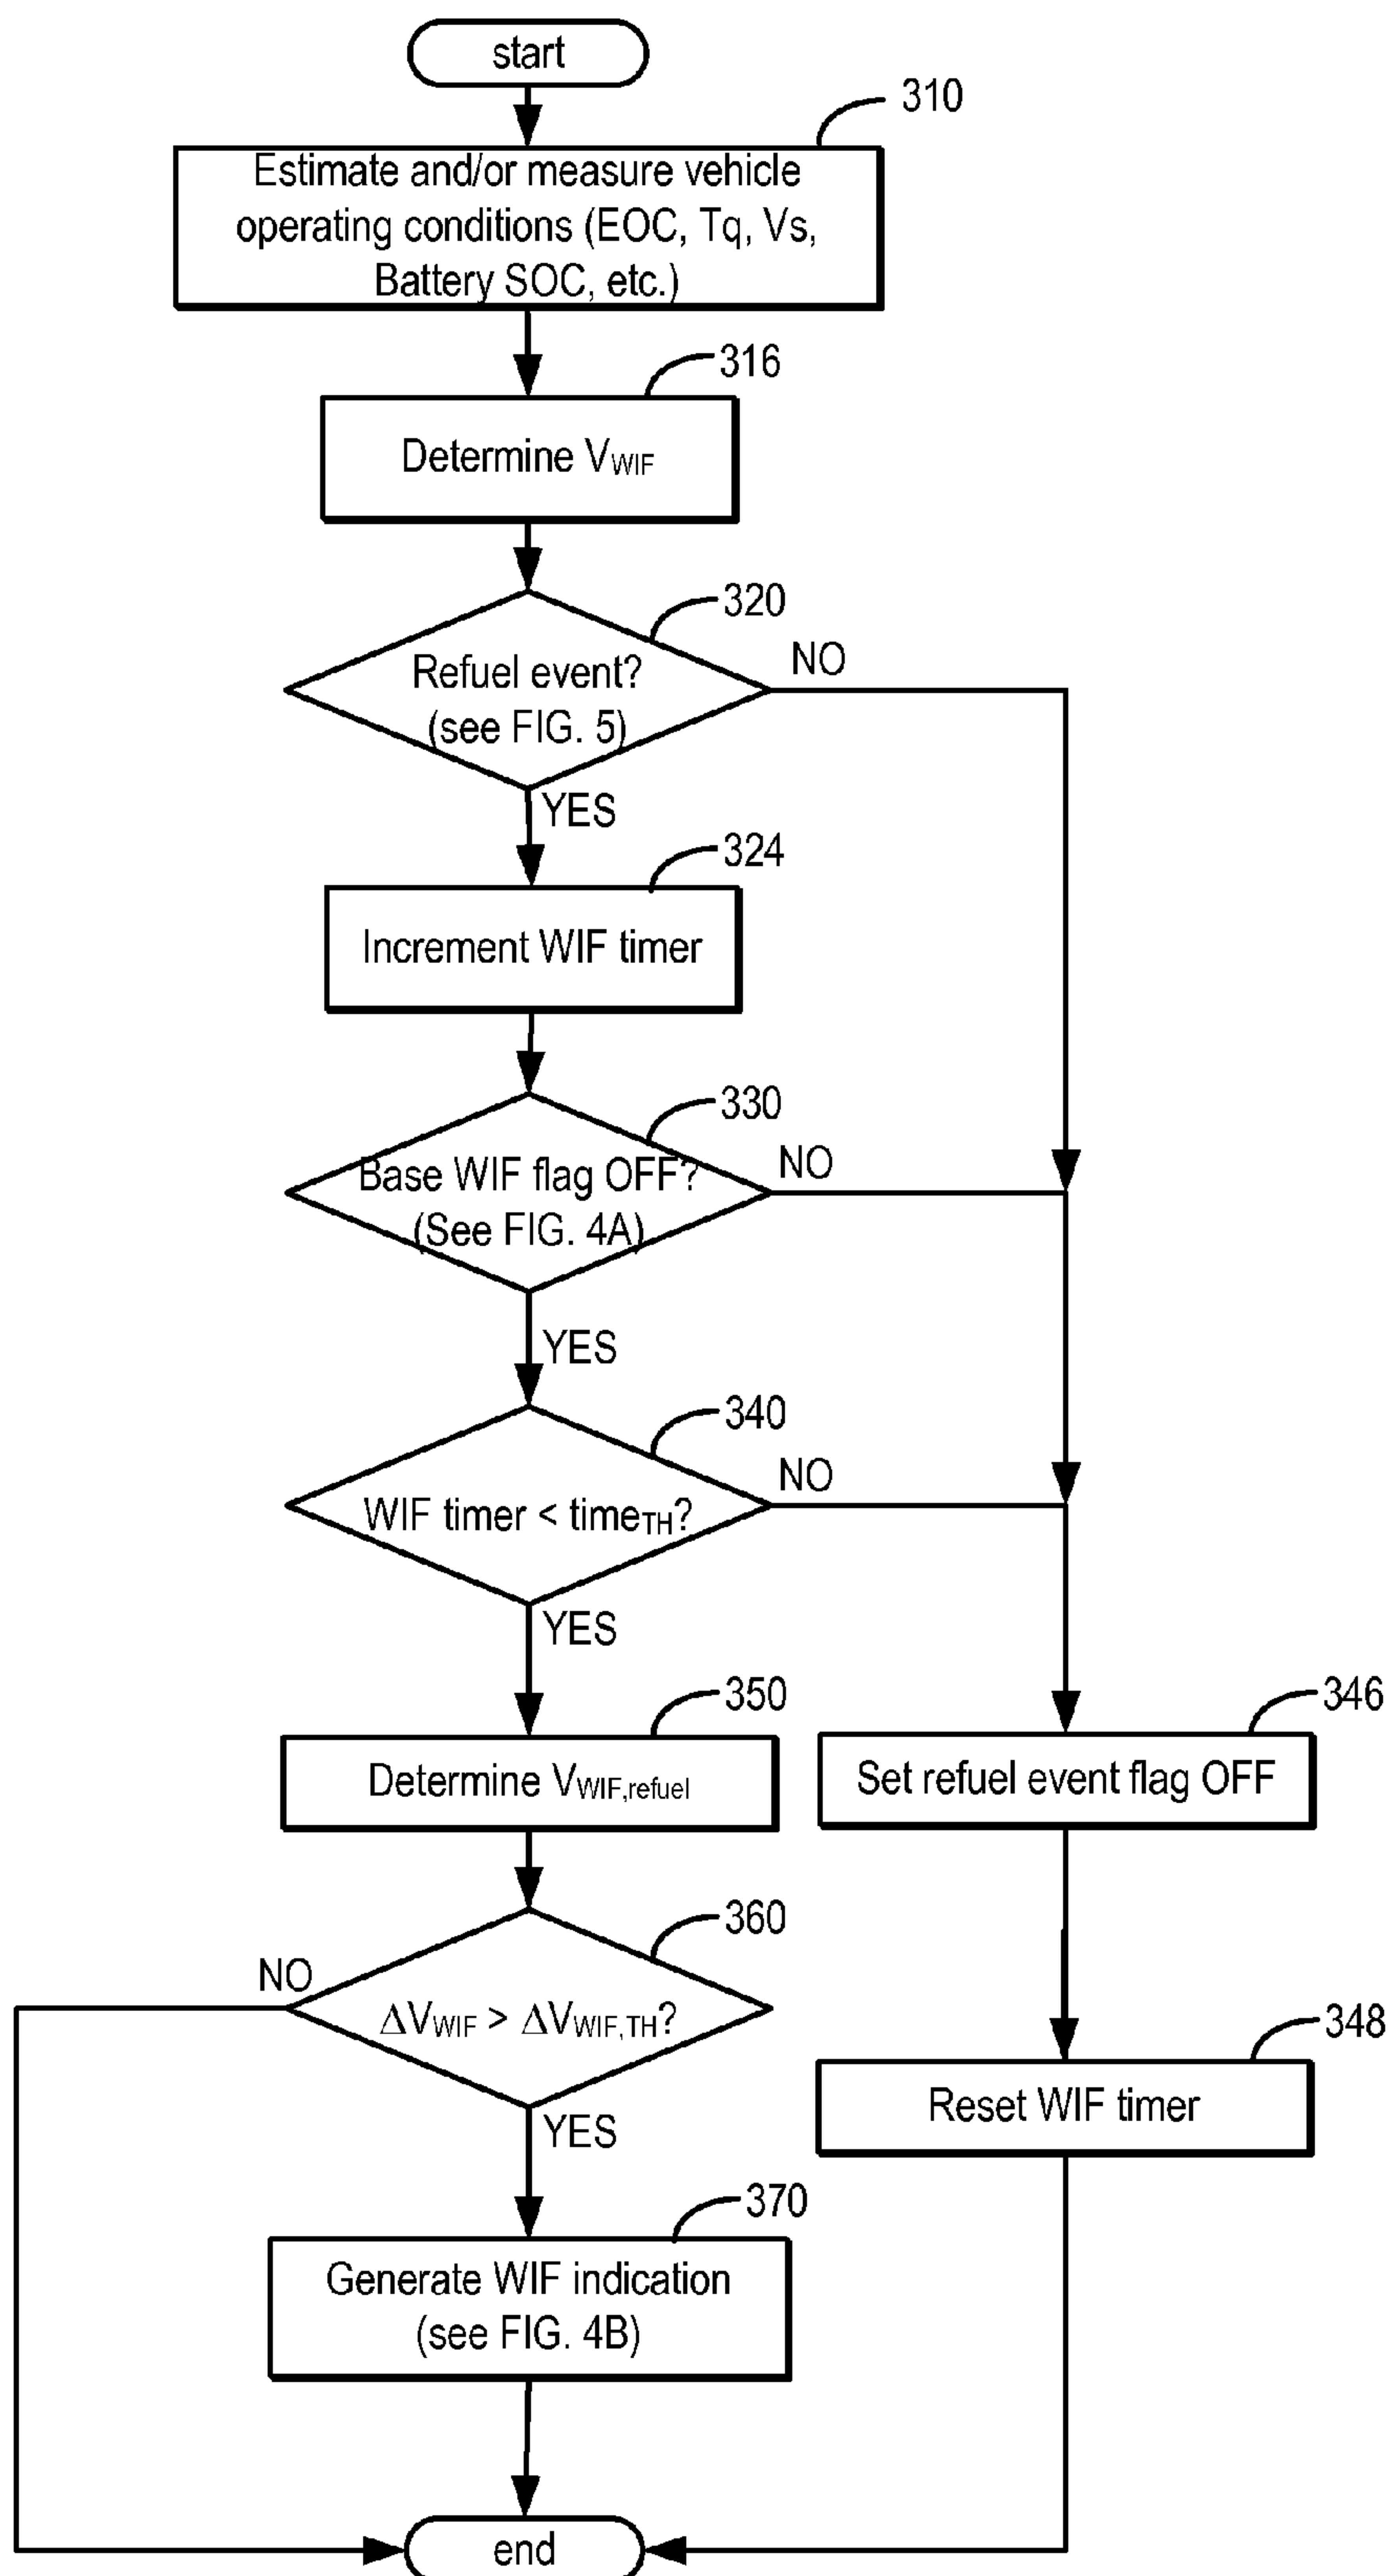 start
310
Estimate and/or measure vehicle
operating conditions (EOC, Tq, Vs,
Battery SOC, etc.)
316
Determine VWIF
320
Refuel event?
(see FIG. 5)
NO
YES
324
Increment WIF timer
330
Base WIF flag OFF?
(See FIG. 4A)
NO
YES
340
WIF timer < timeTH?
NO
YES
350
Determine VWIF,refuel
346
Set refuel event flag OFF
360
NO
ΔVWIF > ΔVWIF,TH?
YES
348
Reset WIF timer
370
Generate WIF indication
(see FIG. 4B)
end